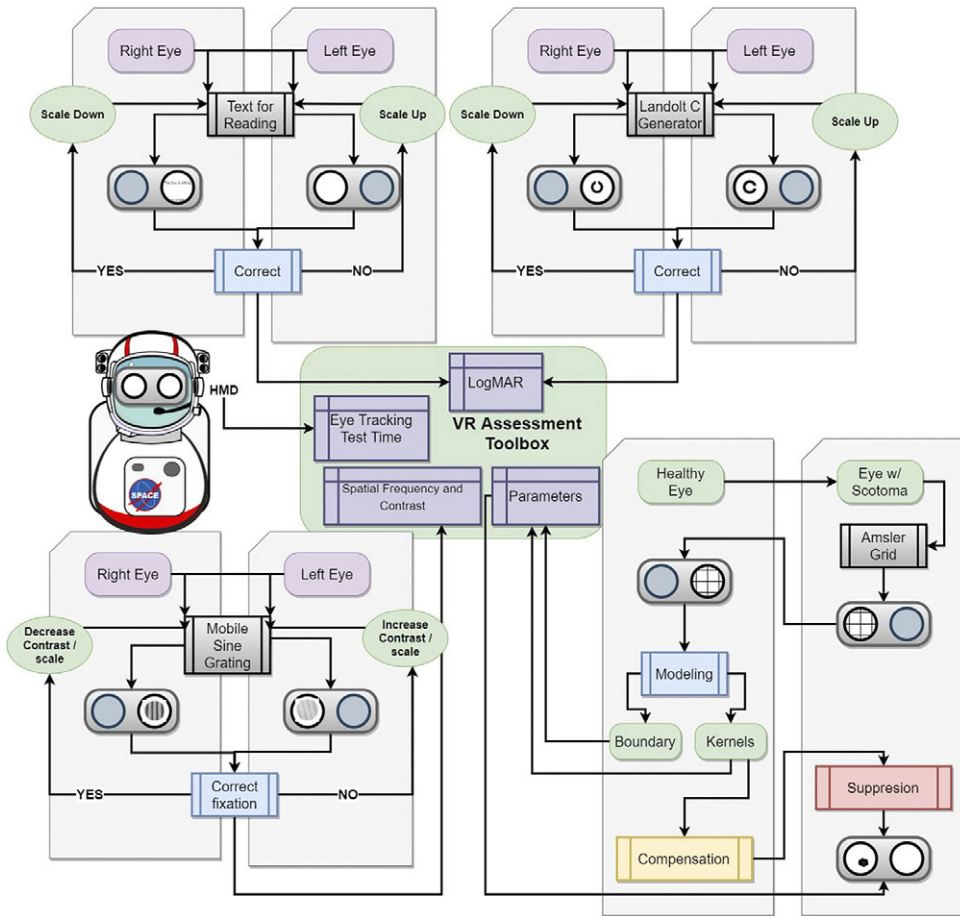 Right Eye
Left Eye
Scale Down
Text for
Reading
Scale Up
YES
Correct
NO
Right Eye
Left Eye
Scale Down
Landolt C
Generator
Scale Up
YES
Correct
NO
HMD
SPACE
LogMAR
Eye Tracking
Test Time
VR Assessment
Toolbox
Spatial Frequency and
Contrast
Parameters
Right Eye
Left Eye
Decrease
Contrast /
scale
Mobile
Sine
Grating
Increase
Contrast /
scale
YES
Correct
fixation
NO
Healthy
Eye
Eye w/
Scotoma
Amsler
Grid
Modeling
Boundary
Kernels
Suppresion
Compensation